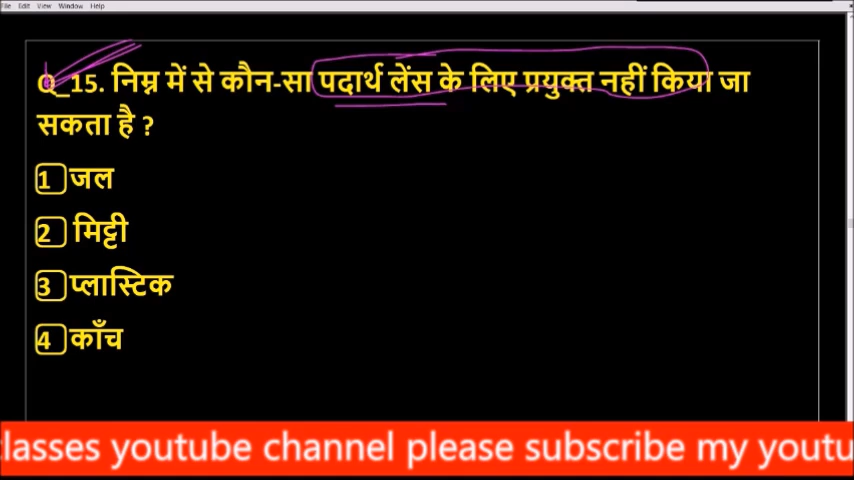 File Edit View Window Help
Q_15. निम्न में से कौन-सा पदार्थ लेंस के लिए प्रयुक्त नहीं किया जा
सकता है ?
1 जल
2 मिट्टी
3 प्लास्टिक
4 काँच
classes youtube channel please subscribe my youtu